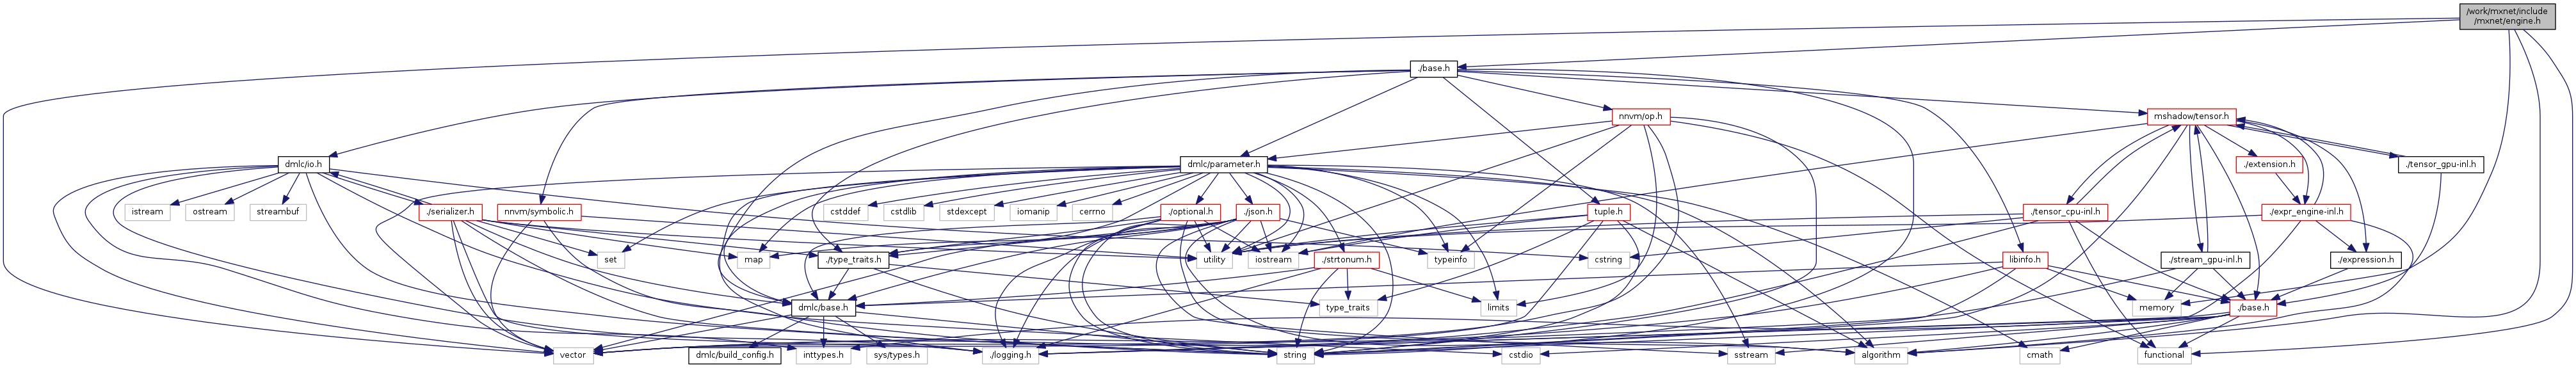 /work/mxnet/include
/mxnet/engine.h
./base.h
nnvm/op.h
mshadow/tensor.h
dmlc/io.h
dmlc/parameter.h
./extension.h
./tensor_gpu-inl.h
istream
ostream
streambuf
./serializer.h
nnvm/symbolic.h
cstddef
cstdlib
stdexcept
iomanip
cerrno
./optional.h
./json.h
tuple.h
./tensor_cpu-inl.h
./expr_engine-inl.h
set
map
./type_traits.h
utility
iostream
./strtonum.h
typeinfo
cstring
libinfo.h
./stream_gpu-inl.h
./expression.h
dmlc/base.h
type_traits
limits
memory
./base.h
vector
dmlc/build_config.h
inttypes.h
sys/types.h
./logging.h
string
cstdio
sstream
algorithm
cmath
functional